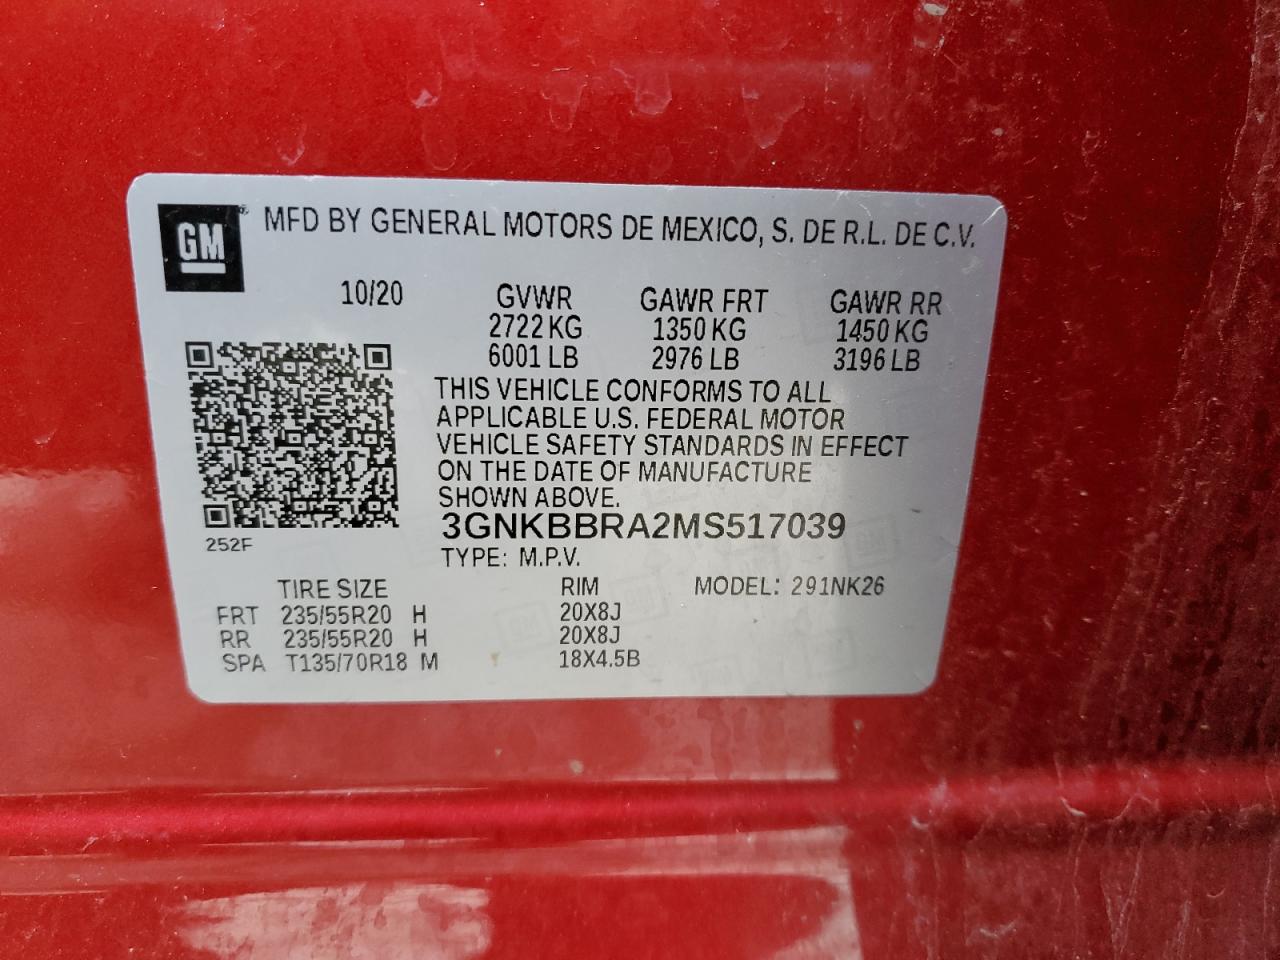 GM® MFD BY GENERAL MOTORS DE MEXICO, S. DE R.L. DE C.V.
10/20 GVWR GAWR FRT GAWR RR
2722 KG 1350 KG 1450 KG
6001 LB 2976 LB 3196 LB
THIS VEHICLE CONFORMS TO ALL
APPLICABLE U.S. FEDERAL MOTOR
VEHICLE SAFETY STANDARDS IN EFFECT
ON THE DATE OF MANUFACTURE
SHOWN ABOVE.
3GNKBBRA2MS517039
252F
TYPE: M.P.V.
TIRE SIZE RIM MODEL: 291NK26
FRT 235/55R20 H 20X8J
RR 235/55R20 H 20X8J
SPA T135/70R18 M 18X4.5B